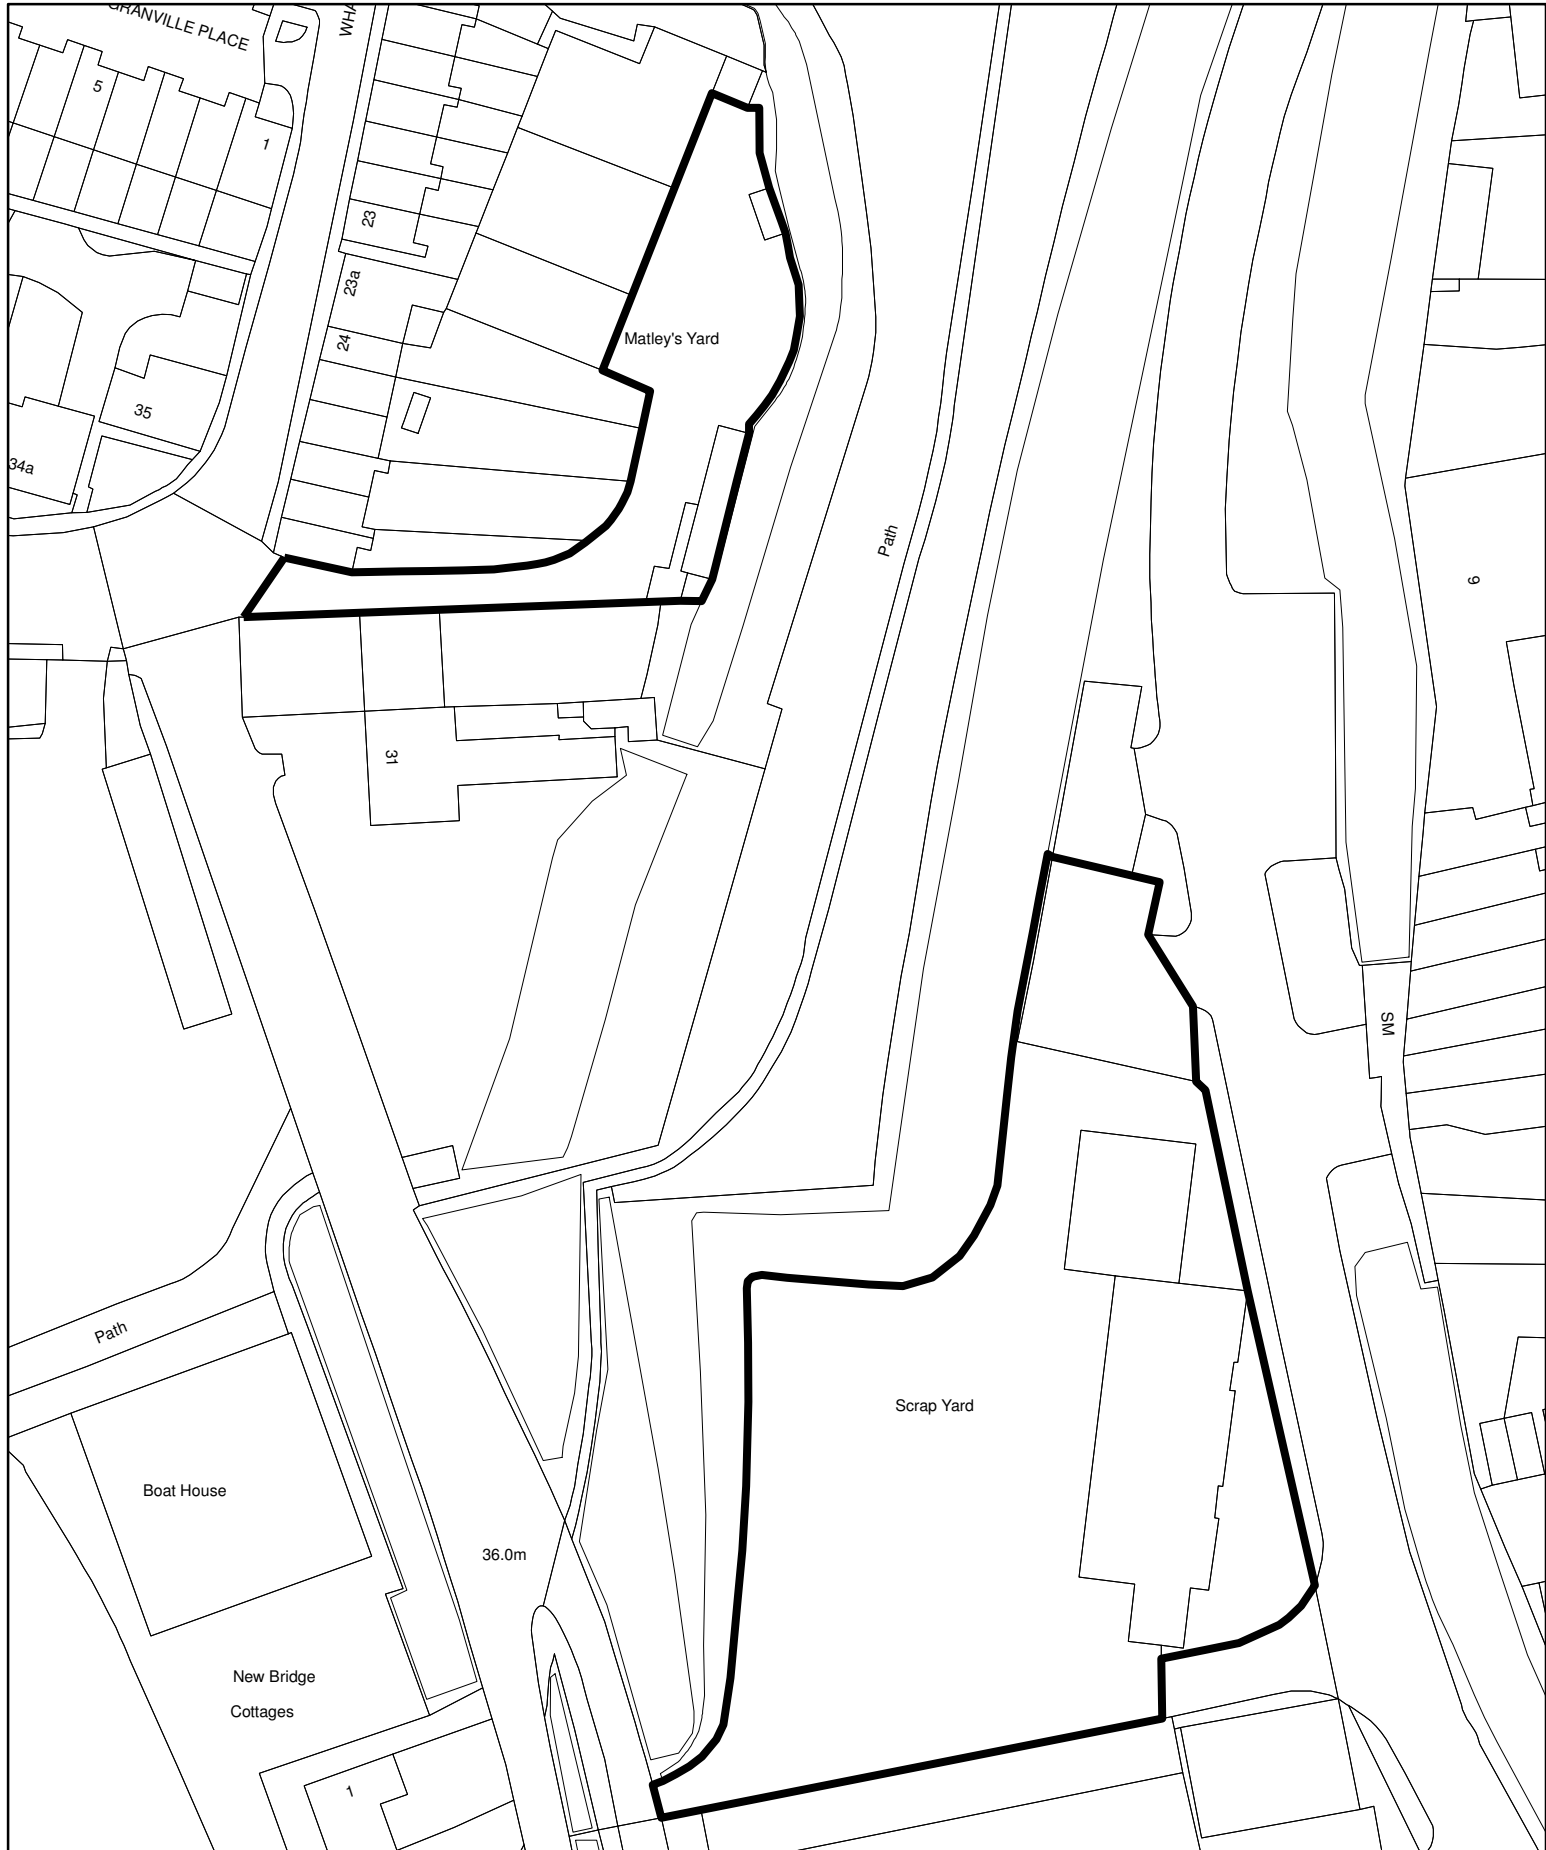 GRANVILLE PLACE
WHA
5
1
23
23a
24
Matley's Yard
35
34a
Path
9
31
SM
Path
Scrap Yard
Boat House
36.0m
New Bridge
Cottages
1